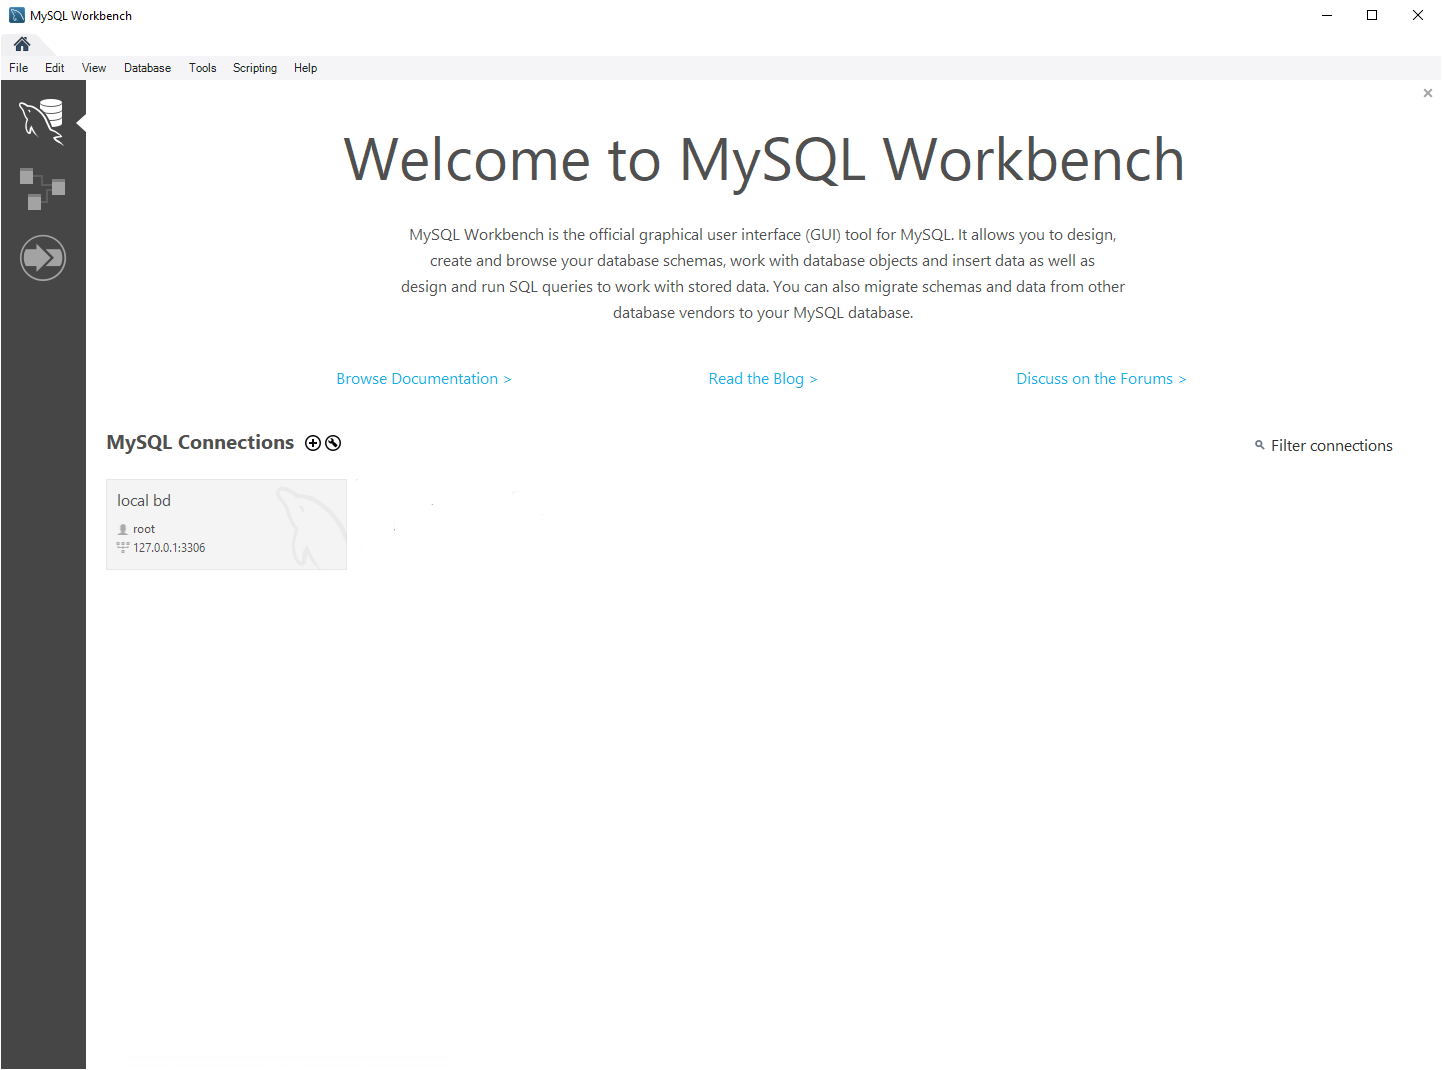 MySQL Workbench
File Edit View Database Tools Scripting Help
Welcome to MySQL Workbench
MySQL Workbench is the official graphical user interface (GUI) tool for MySQL. It allows you to design,
create and browse your database schemas, work with database objects and insert data as well as
design and run SQL queries to work with stored data. You can also migrate schemas and data from other
database vendors to your MySQL database.
Browse Documentation > Read the Blog > Discuss on the Forums >
MySQL Connections Filter connections
local bd
root
127.0.0.1:3306